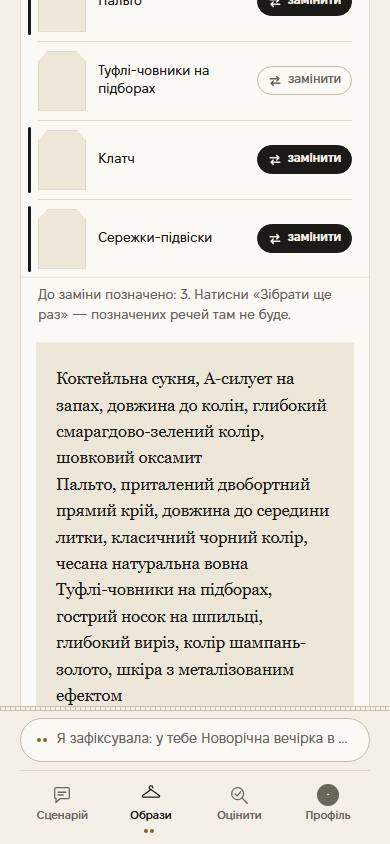 Пальто
замінити
Туфлі-човники на
підборах
замінити
Клатч
замінити
Сережки-підвіски
замінити
До заміни позначено: 3. Натисни «Зібрати ще
раз» — позначених речей там не буде.
Коктейльна сукня, А-силует на
запах, довжина до колін, глибокий
смарагдово-зелений колір,
шовковий оксамит
Пальто, приталений двобортний
прямий крій, довжина до середини
литки, класичний чорний колір,
чесана натуральна вовна
Туфлі-човники на підборах,
гострий носок на шпильці,
глибокий виріз, колір шампань-
золото, шкіра з металізованим
ефектом
Я зафіксувала: у тебе Новорічна вечірка в ...
Сценарій
Образи
Оцінити
Профіль